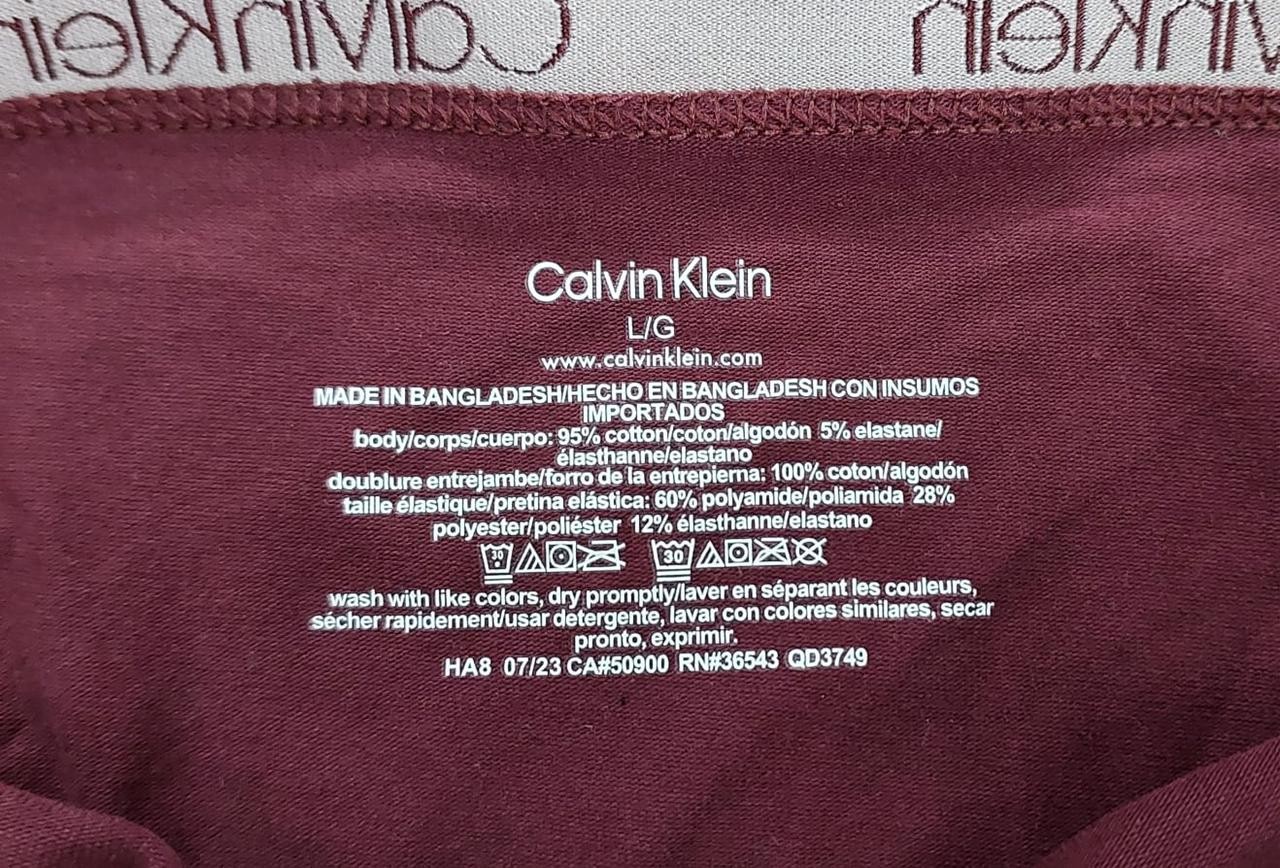 Calvin Klein
Calvin Klein
L/G
www.calvinklein.com
MADE IN BANGLADESH/HECHO EN BANGLADESH CON INSUMOS
IMPORTADOS
body/corps/cuerpo: 95% cotton/coton/algodón 5% elastane/
élasthanne/elastano
doublure entrejambe/forro de la entrepierna: 100% coton/algodón
taille élastique/pretina elástica: 60% polyamide/poliamida 28%
polyester/poliéster 12% élasthanne/elastano
30 30
wash with like colors, dry promptly/laver en séparant les couleurs,
sécher rapidement/usar detergente, lavar con colores similares, secar
pronto, exprimir.
HA8 07/23 CA#50900 RN#36543 QD3749